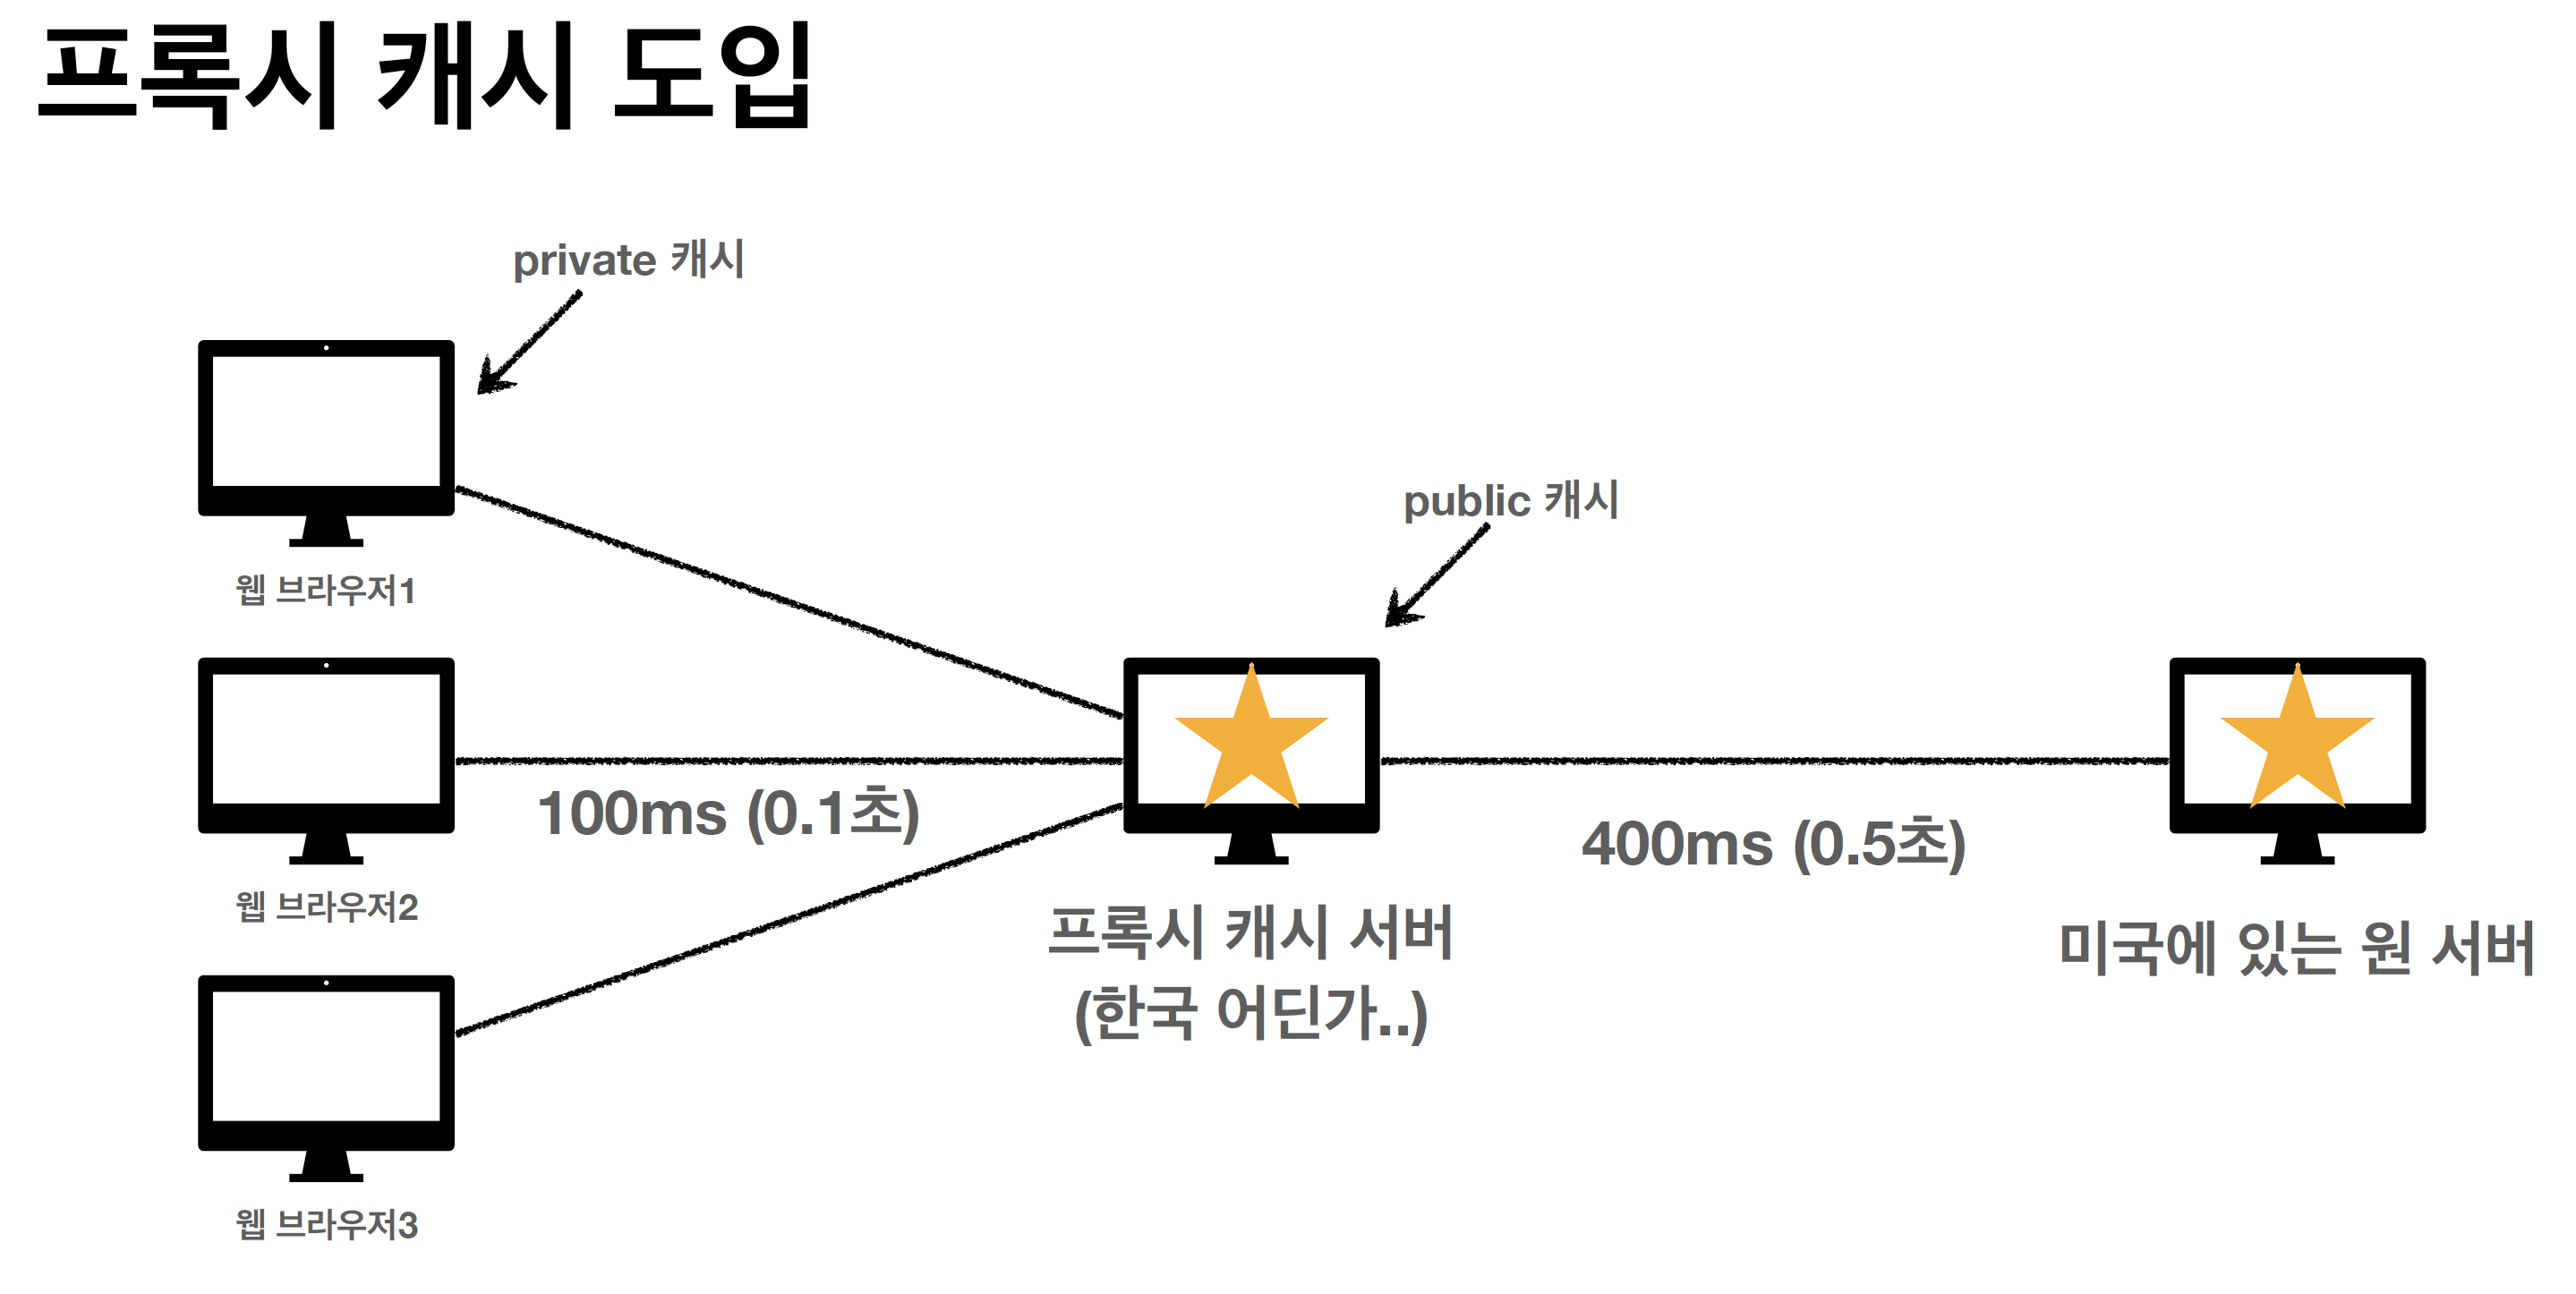 프록시 캐시 도입
private 캐시
public 캐시
웹 브라우저1
100ms (0.1초)
400ms (0.5초)
웹 브라우저2
프록시 캐시 서버
(한국 어딘가..)
미국에 있는 원 서버
웹 브라우저3